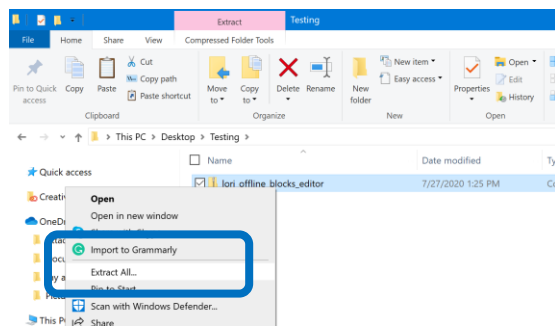 Extract
Testing
File
Home
Share
View
Compressed Folder Tools
Pin to Quick access
Copy
Paste
Cut
Copy path
Paste shortcut
Move to
Copy to
Delete
Rename
New folder
New item
Easy access
Properties
Open
Edit
History
Clipboard
Organize
New
Open
This PC > Desktop > Testing >
Name
Date modified
Quick access
lori_offline_blocks_editor
7/27/2020 1:25 PM
Open
Open in new window
Import to Grammarly
Extract All...
Pin to Start
Scan with Windows Defender...
Share